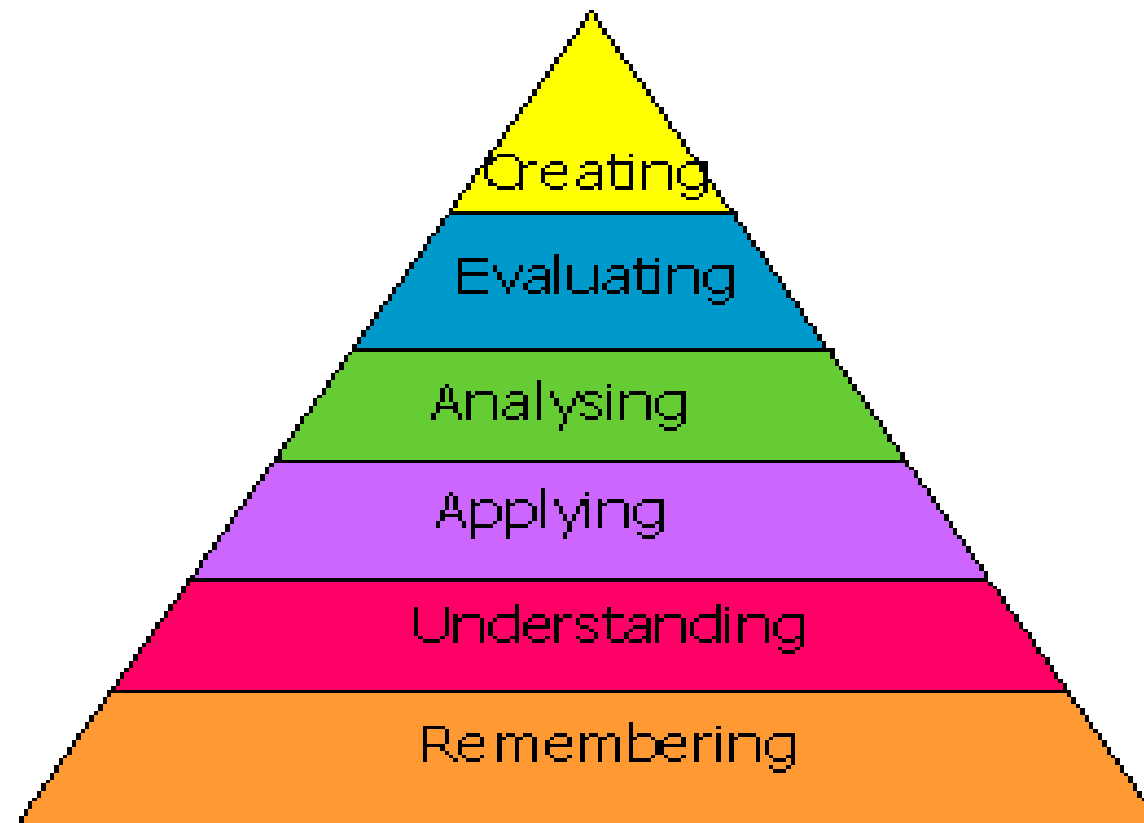 Creating
Evaluating
Analysing
Applying
Understanding
Remembering